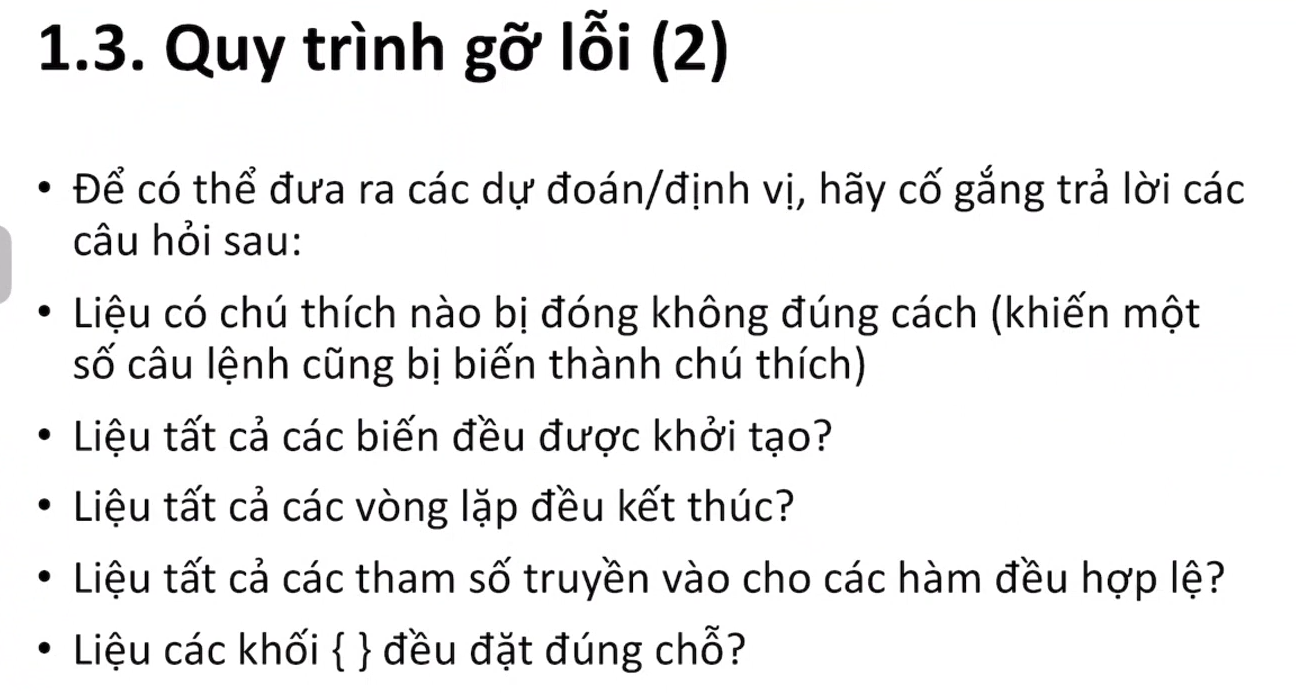 1.3. Quy trình gỡ lỗi (2)
• Để có thể đưa ra các dự đoán/định vị, hãy cố gắng trả lời các
câu hỏi sau:
• Liệu có chú thích nào bị đóng không đúng cách (khiến một
số câu lệnh cũng bị biến thành chú thích)
• Liệu tất cả các biến đều được khởi tạo?
• Liệu tất cả các vòng lặp đều kết thúc?
• Liệu tất cả các tham số truyền vào cho các hàm đều hợp lệ?
• Liệu các khối { } đều đặt đúng chỗ?